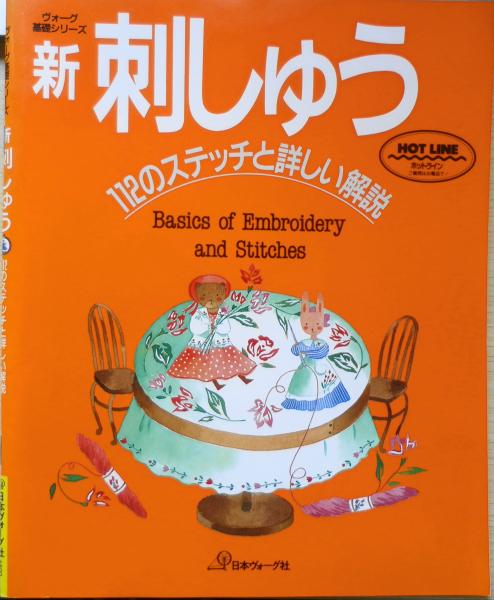 ヴォーグ
基礎シリーズ
新 刺しゅう
112のステッチと詳しい解説
HOT LINE
ホットライン
Basics of Embroidery
and Stitches
日本ヴォーグ社
新 刺しゅう 112のステッチと詳しい解説 日本ヴォーグ社